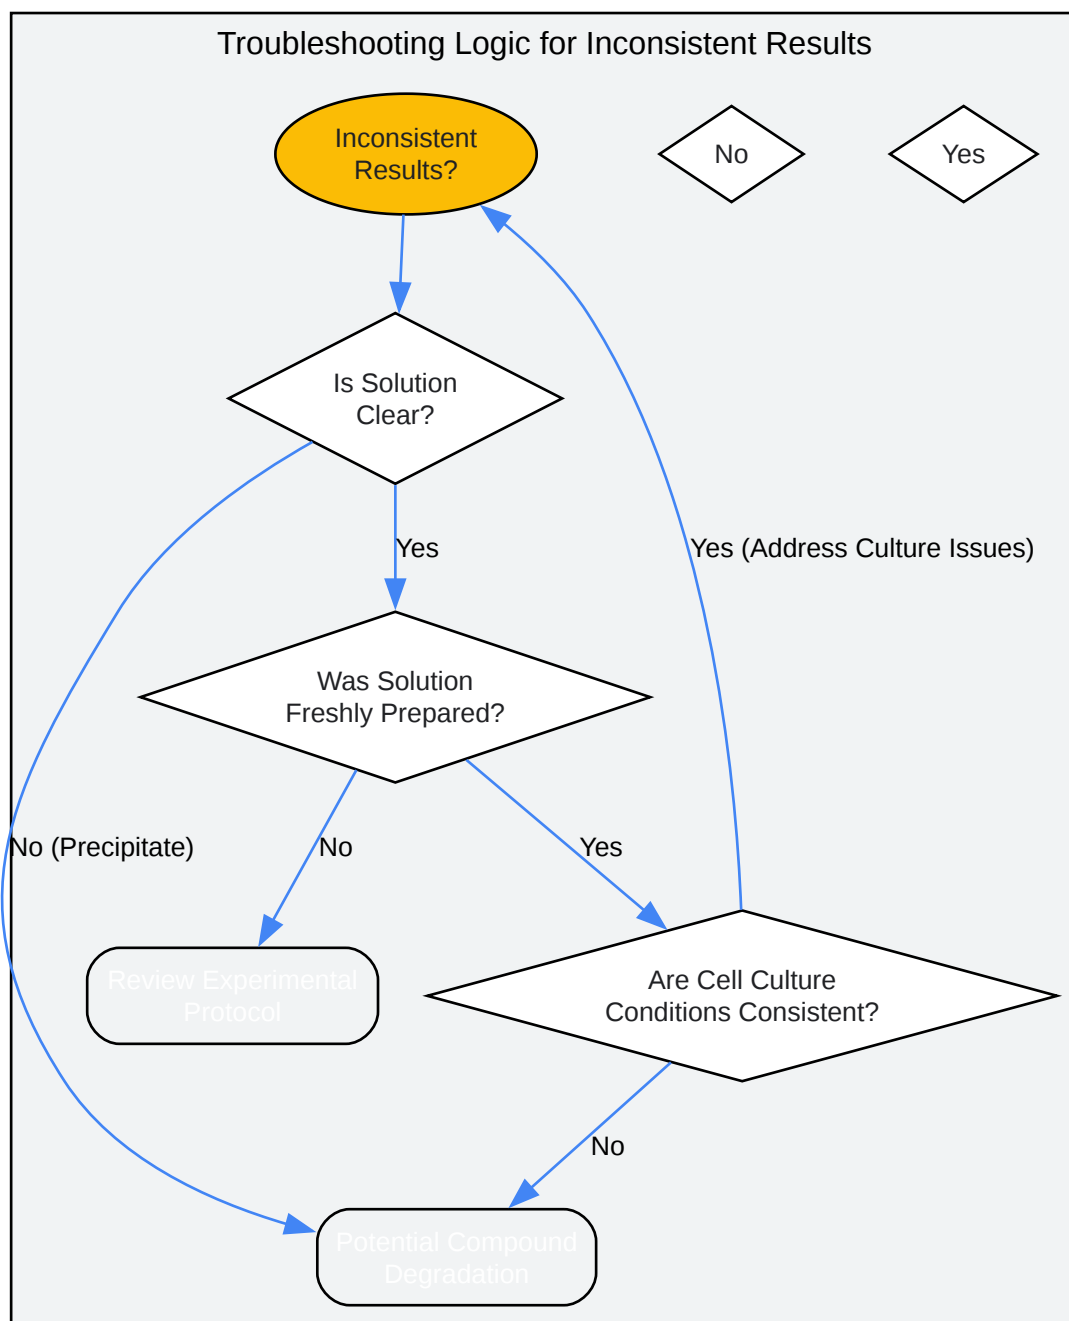 Troubleshooting Logic for Inconsistent Results
Inconsistent
Results?
No
Yes
Is Solution
Clear?
Yes
Yes (Address Culture Issues)
Was Solution
Freshly Prepared?
No (Precipitate)
No
Yes
Review Experimental
Protocol
Are Cell Culture
Conditions Consistent?
No
Potential Compound
Degradation